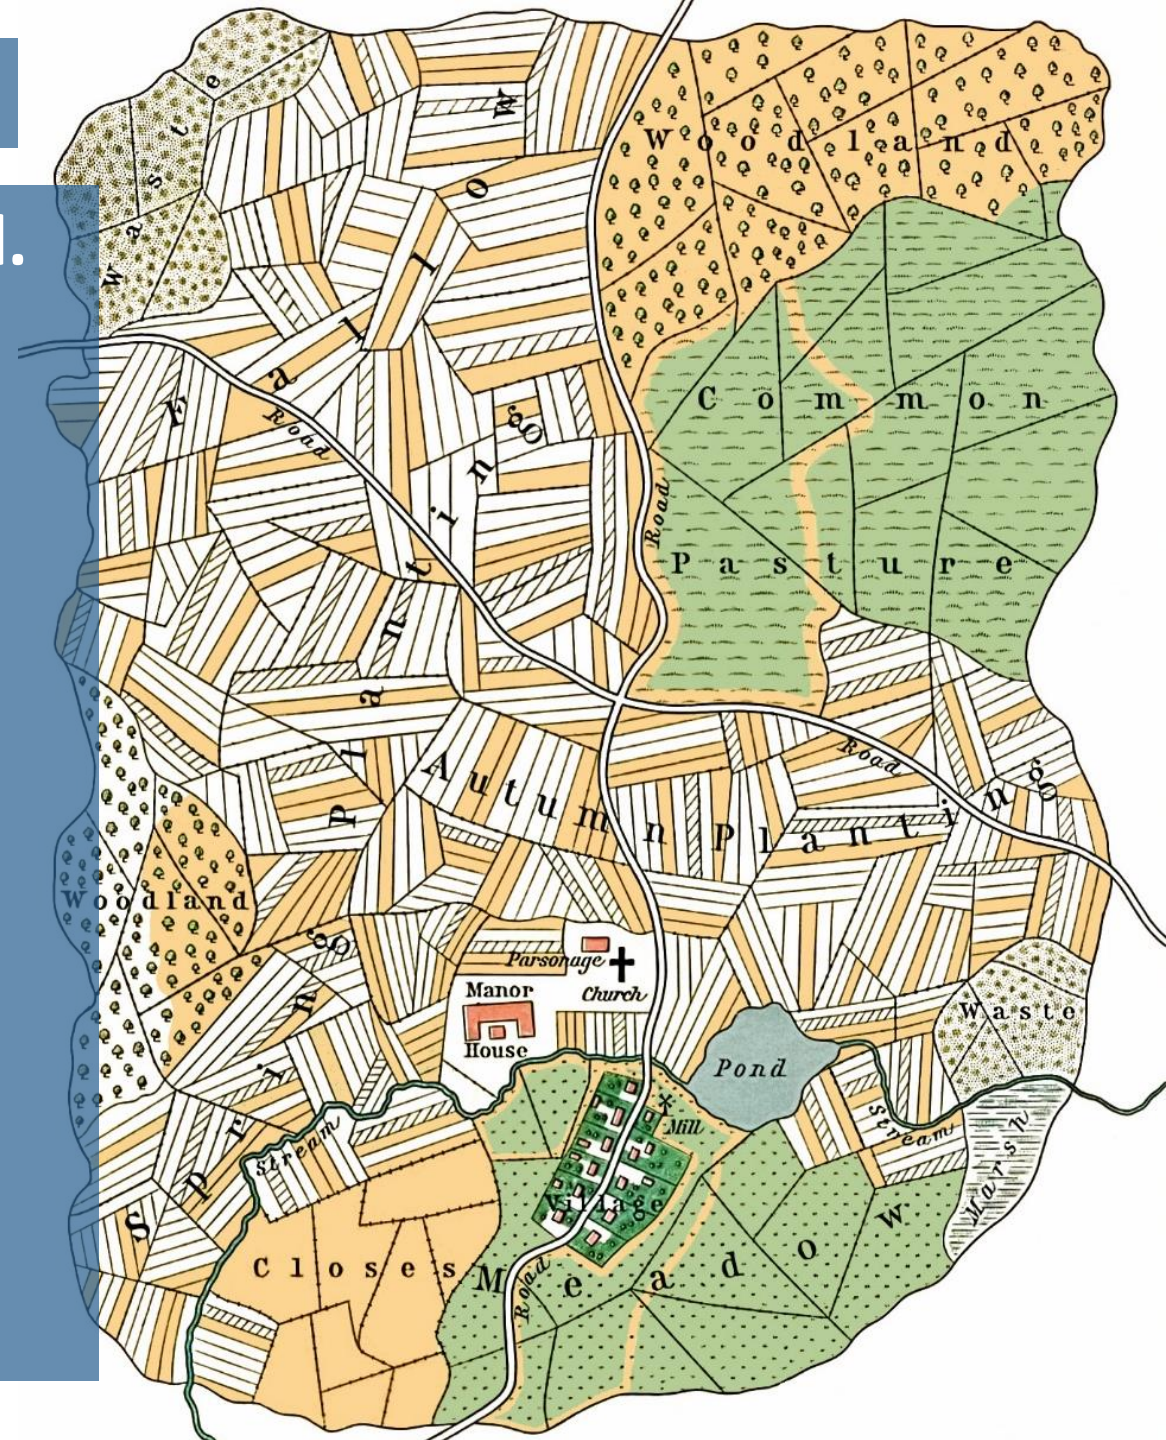 d.
Waste
Woodland
Fallow
Common
Road
Road
Pasture
Spring Planting
Road
Autumn Planting
Woodland
Parsonage
Church
Manor
House
Waste
Pond
Mill
Stream
Stream
Marsh
Village
Closes
Meadow
Road